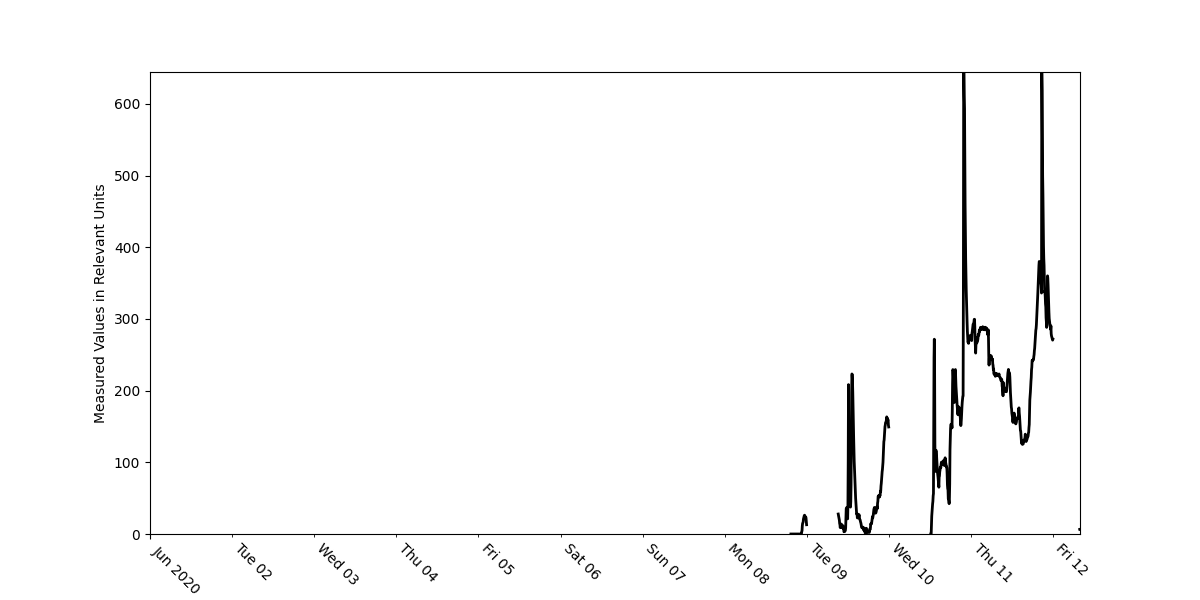 600
500
400
300
200
100
0
Measured Values in Relevant Units
Jun 2020
Tue 02
Wed 03
Thu 04
Fri 05
Sat 06
Sun 07
Mon 08
Tue 09
Wed 10
Thu 11
Fri 12